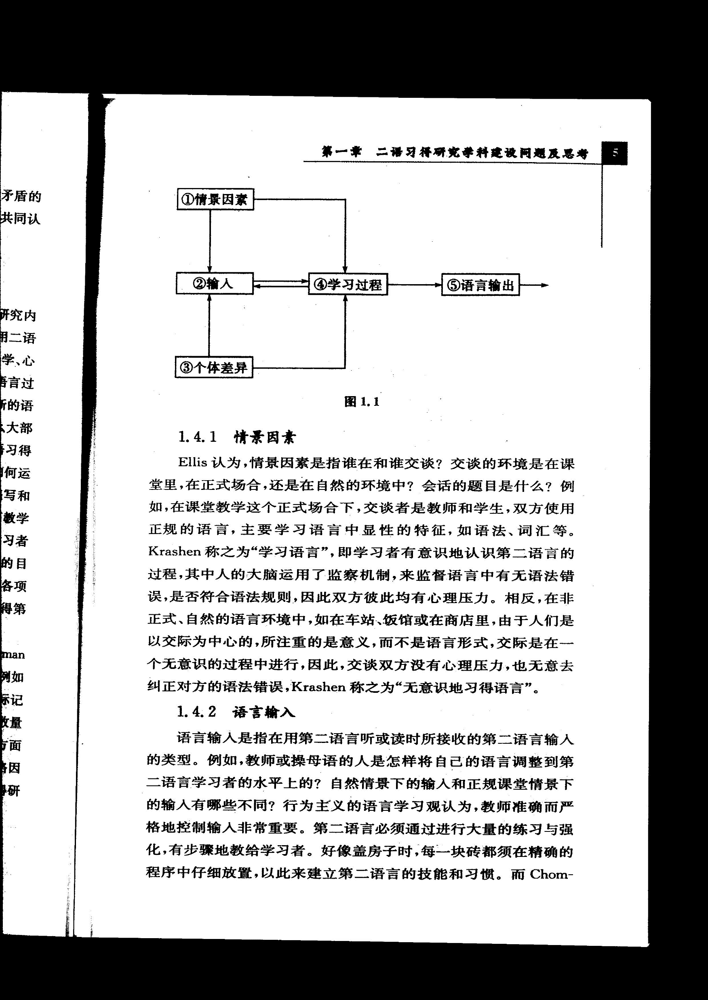 矛盾的
共同认
研究内
用二语
学、心
语言过
新的语
大部
习得
何运
写和
教学
习者
的目
各项
得第
man
例如
标记
数量
方面
因
得研
第一章 二语习得研究学科建设问题及思考 5
①情景因素
②输入 ④学习过程 ⑤语言输出
③个体差异
图 1.1
1.4.1 情景因素
Ellis 认为,情景因素是指谁在和谁交谈? 交谈的环境是在课
堂里,在正式场合,还是在自然的环境中? 会话的题目是什么? 例
如,在课堂教学这个正式场合下,交谈者是教师和学生,双方使用
正规的语言,主要学习语言中显性的特征,如语法、词汇等。
Krashen 称之为“学习语言”,即学习者有意识地认识第二语言的
过程,其中人的大脑运用了监察机制,来监督语言中有无语法错
误,是否符合语法规则,因此双方彼此均有心理压力。相反,在非
正式、自然的语言环境中,如在车站、饭馆或在商店里,由于人们是
以交际为中心的,所注重的是意义,而不是语言形式,交际是在一
个无意识的过程中进行,因此,交谈双方没有心理压力,也无意去
纠正对方的语法错误,Krashen 称之为“无意识地习得语言”。
1.4.2 语言输入
语言输入是指在用第二语言听或读时所接收的第二语言输入
的类型。例如,教师或操母语的人是怎样将自己的语言调整到第
二语言学习者的水平上的? 自然情景下的输入和正规课堂情景下
的输入有哪些不同? 行为主义的语言学习观认为,教师准确而严
格地控制输入非常重要。第二语言必须通过进行大量的练习与强
化,有步骤地教给学习者。好像盖房子时,每一块砖都须在精确的
程序中仔细放置,以此来建立第二语言的技能和习惯。而 Chom-